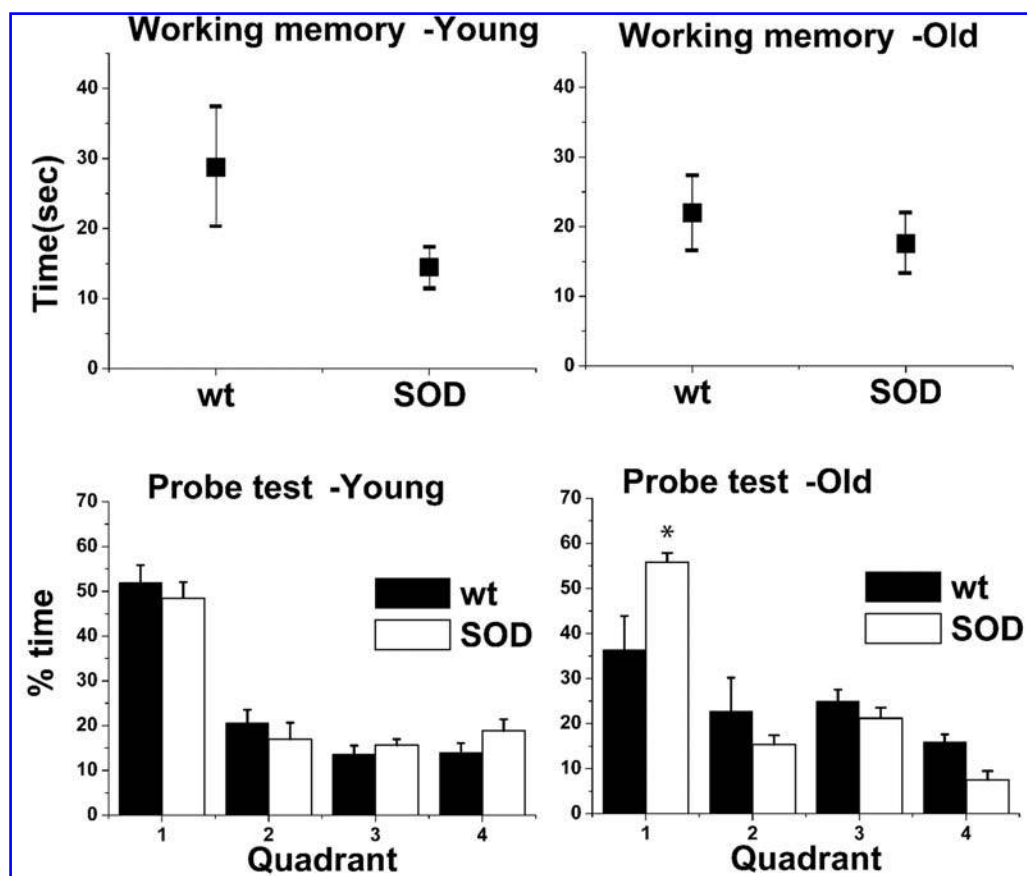 Working memory -Young
40
30
20
10
0
Time(sec)
wt SOD
Working memory -Old
40
30
20
10
0
wt SOD
Probe test -Young
70
60
50
40
30
20
10
0
% time
wt
SOD
1 2 3 4
Quadrant
Probe test -Old
70
60
50
40
30
20
10
0
*
wt
SOD
1 2 3 4
Quadrant